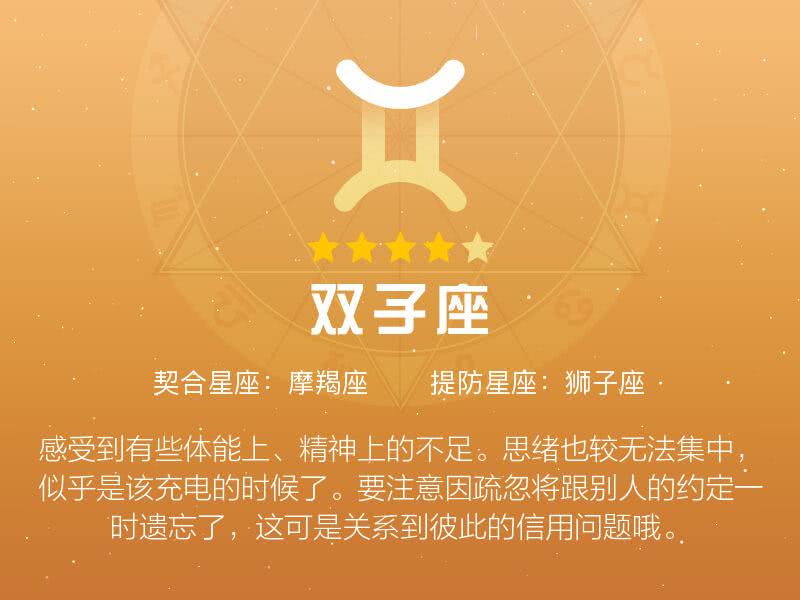 双子座
契合星座：摩羯座 提防星座：狮子座
感受到有些体能上、精神上的不足。思绪也较无法集中，
似乎是该充电的时候了。要注意因疏忽将跟别人的约定一
时遗忘了，这可是关系到彼此的信用问题哦。